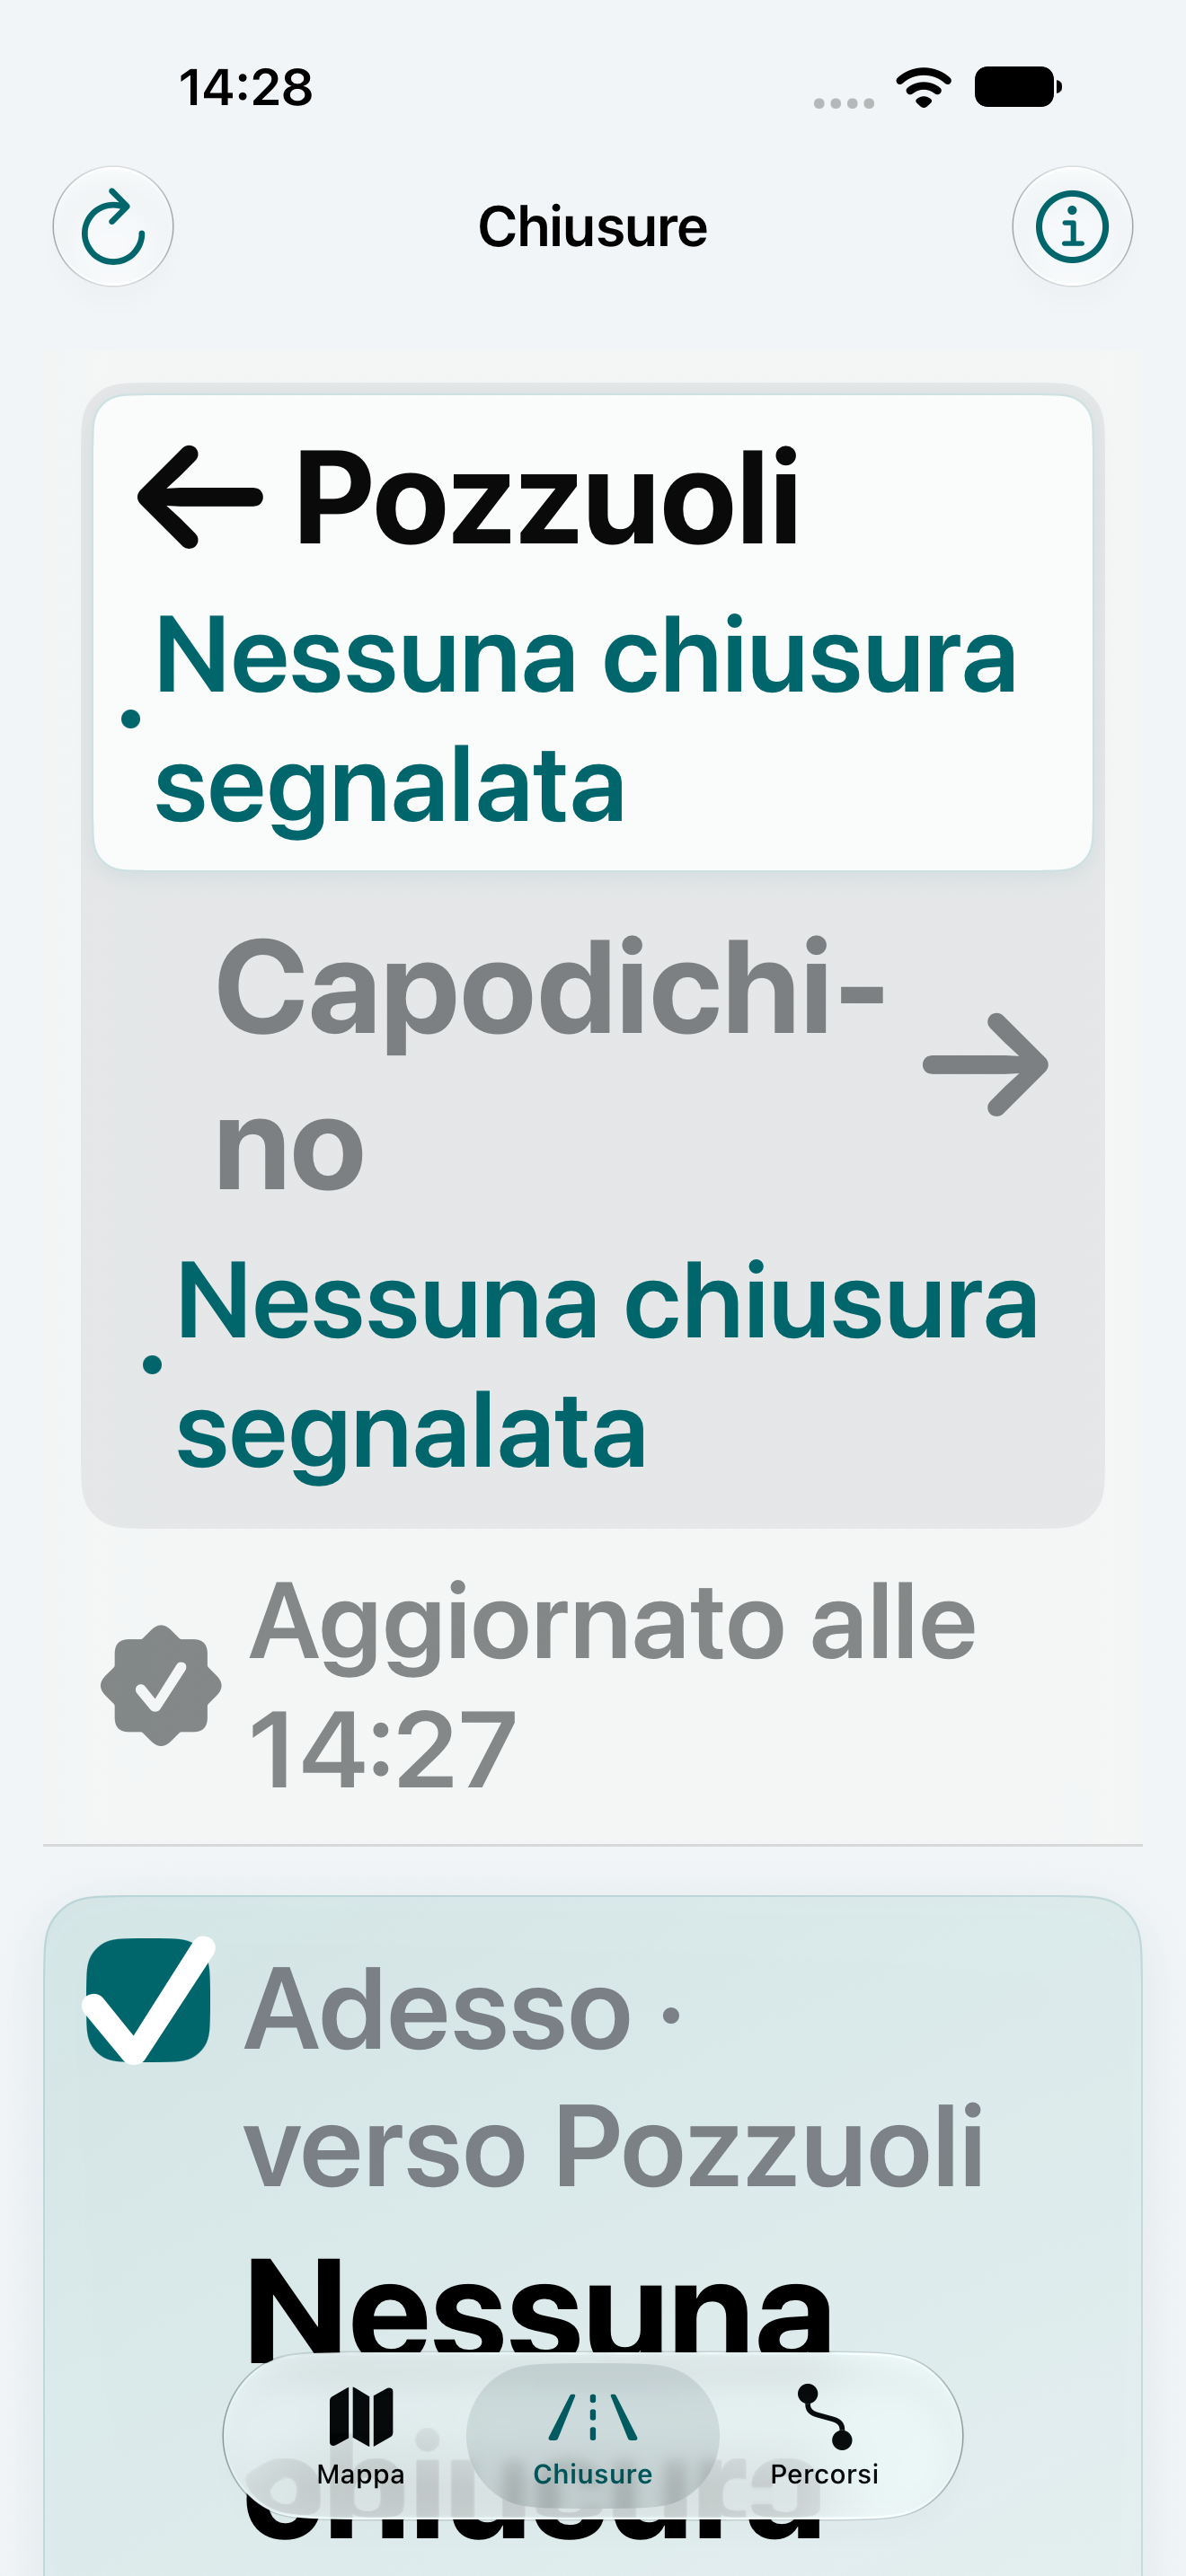 14:28
Chiusure
Pozzuoli
Nessuna chiusura
segnalata
Capodichi-
no
Nessuna chiusura
segnalata
Aggiornato alle
14:27
Adesso ·
verso Pozzuoli
Nessuna
chiusura
Mappa
Chiusure
Percorsi